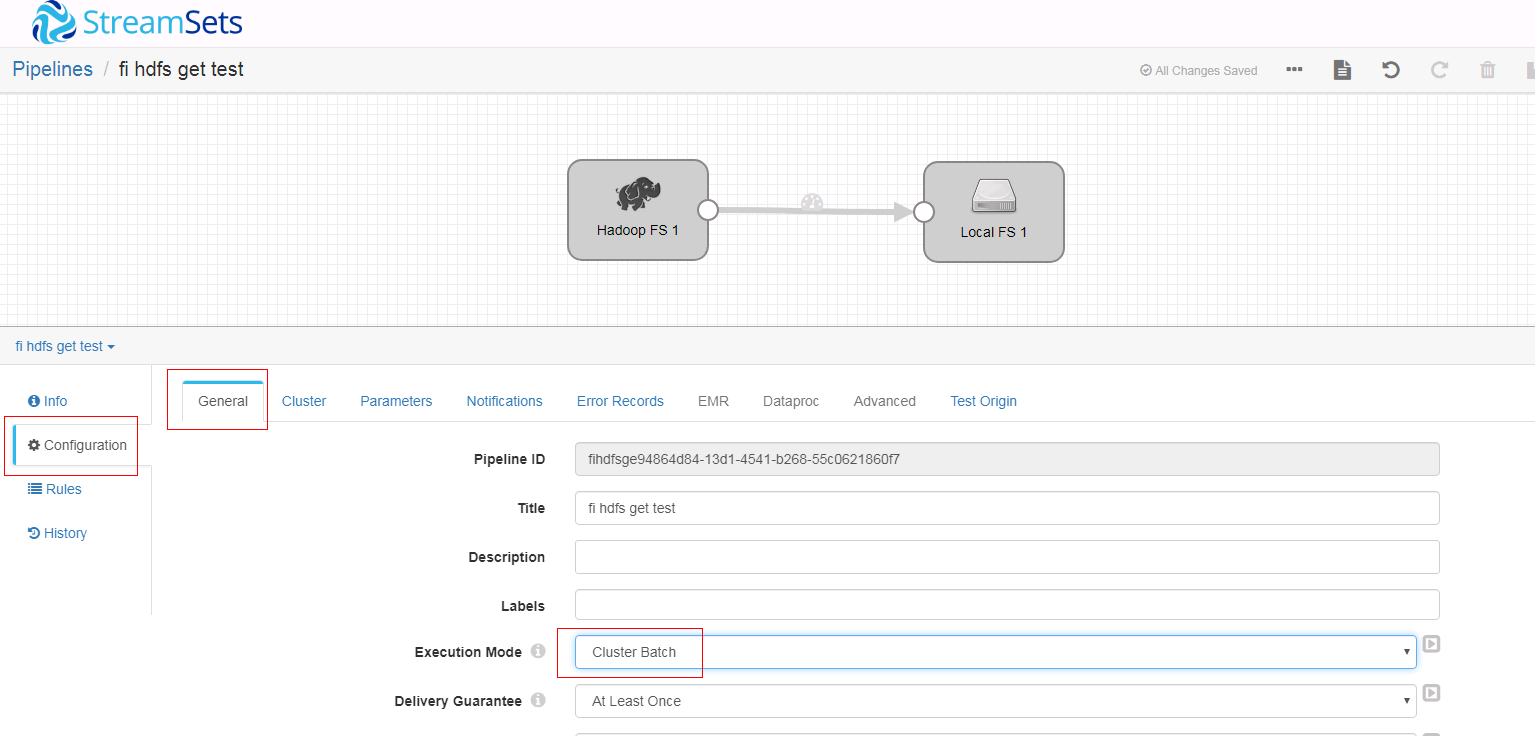 StreamSets
Pipelines / fi hdfs get test
All Changes Saved
Hadoop FS 1
Local FS 1
fi hdfs get test
Info
Configuration
Rules
History
General Cluster Parameters Notifications Error Records EMR Dataproc Advanced Test Origin
Pipeline ID fihdfsge94864d84-13d1-4541-b268-55c0621860f7
Title fi hdfs get test
Description
Labels
Execution Mode Cluster Batch
Delivery Guarantee At Least Once